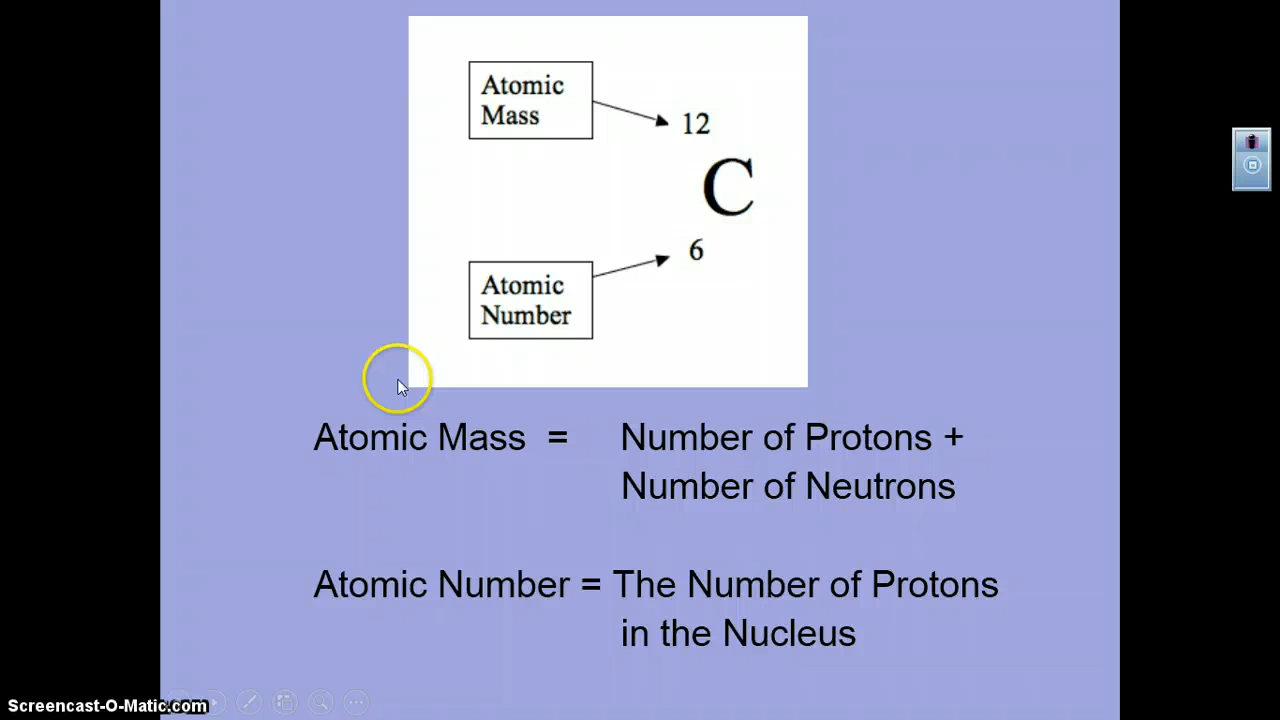 Atomic
Mass
12
C
6
Atomic
Number
Atomic Mass = Number of Protons +
Number of Neutrons
Atomic Number = The Number of Protons
in the Nucleus
Screencast-O-Matic.com